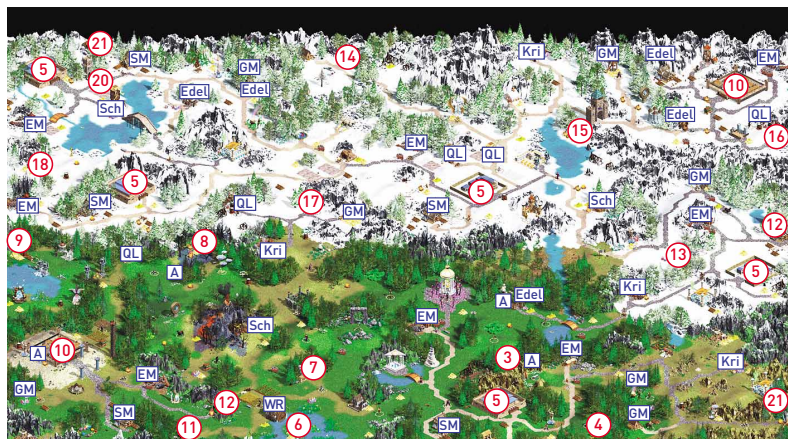 21
SM
14
Kri
GM
Edel
EM
5
GM
20
Edel
Edel
10
Sch
EM
15
Edel
QL
16
EM
QL
QL
18
5
GM
SM
QL
17
5
Sch
EM
GM
SM
EM
12
9
8
QL
Kri
13
A
5
Kri
A
Edel
Sch
EM
A
10
3
A
EM
Kri
7
EM
GM
GM
12
WR
5
21
SM
11
6
SM
4
GM